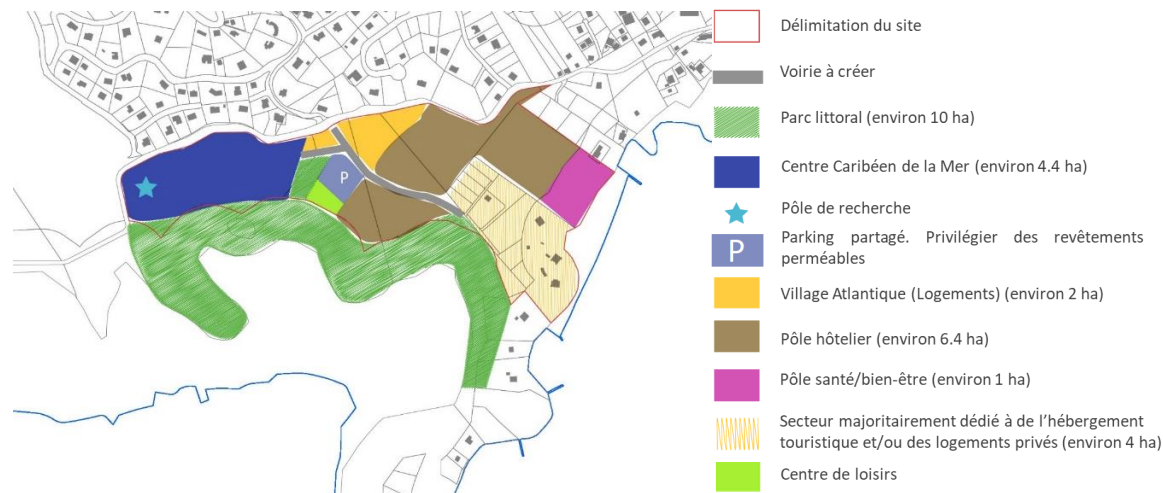 Délimitation du site
Voirie à créer
Parc littoral (environ 10 ha)
Centre Caribéen de la Mer (environ 4.4 ha)
Pôle de recherche
P
P
Parking partagé. Privilégier des revêtements
perméables
Village Atlantique (Logements) (environ 2 ha)
Pôle hôtelier (environ 6.4 ha)
Pôle santé/bien-être (environ 1 ha)
Secteur majoritairement dédié à de l’hébergement
touristique et/ou des logements privés (environ 4 ha)
Centre de loisirs